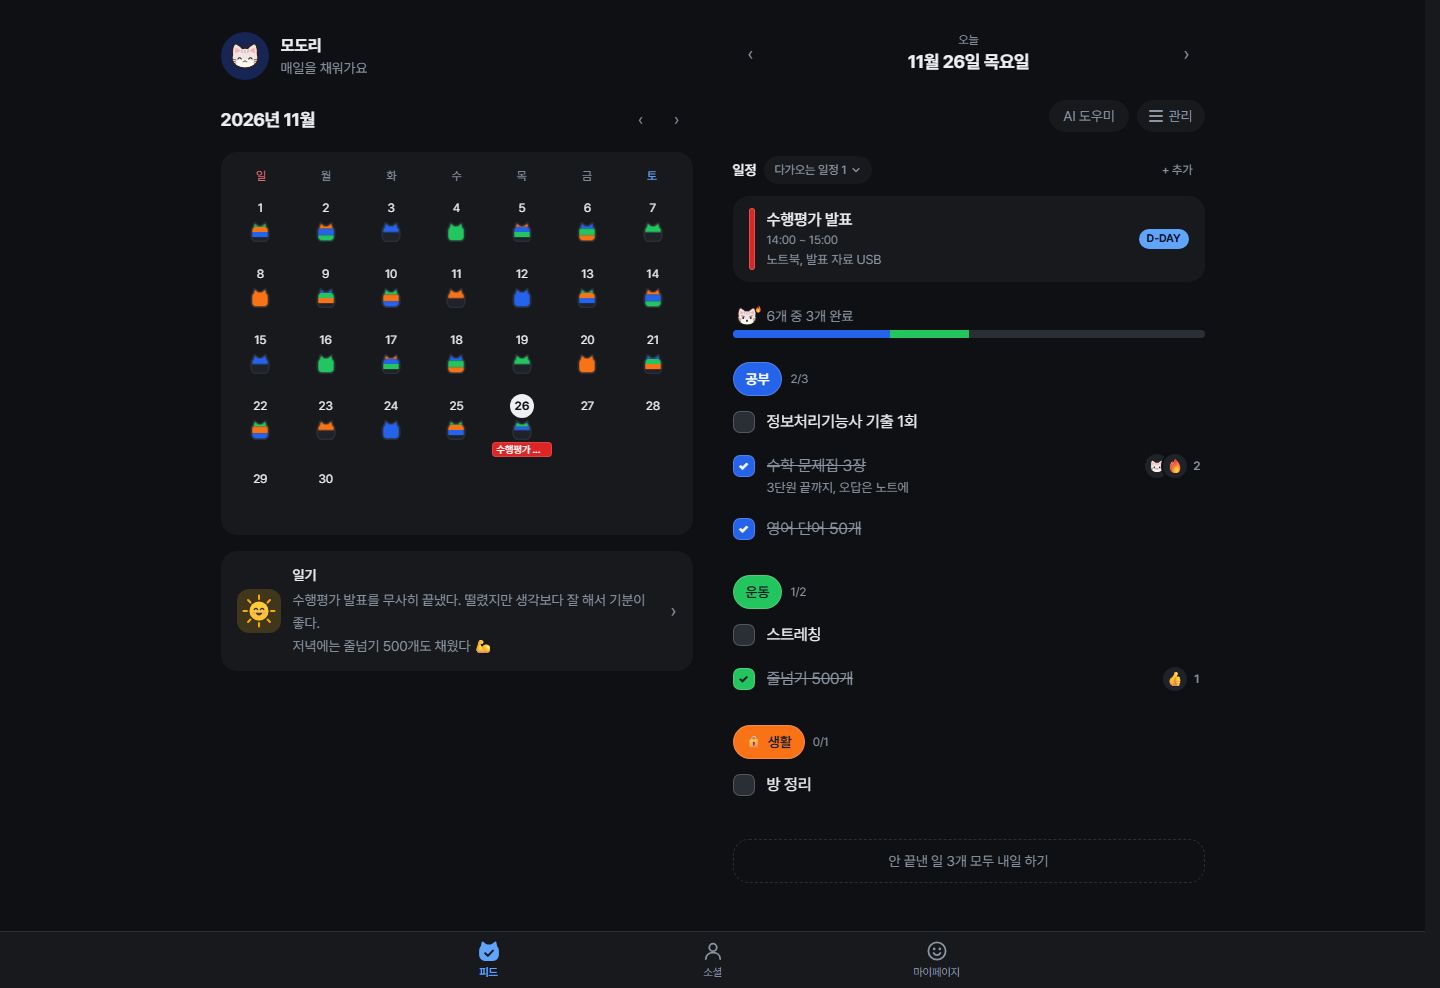 모도리
매일을 채워가요
2026년 11월
일 월 화 수 목 금 토
1 2 3 4 5 6 7
8 9 10 11 12 13 14
15 16 17 18 19 20 21
22 23 24 25 26 27 28
수행평가 ...
29 30
일기
수행평가 발표를 무사히 끝냈다. 떨렸지만 생각보다 잘 해서 기분이
좋다.
저녁에는 줄넘기 500개도 채웠다 💪
오늘
11월 26일 목요일
AI 도우미
관리
일정
다가오는 일정 1
+ 추가
수행평가 발표
14:00 ~ 15:00
노트북, 발표 자료 USB
D-DAY
6개 중 3개 완료
공부 2/3
정보처리기능사 기출 1회
수학 문제집 3장
2
3단원 끝까지, 오답은 노트에
영어 단어 50개
운동 1/2
스트레칭
줄넘기 500개
1
생활 0/1
방 정리
안 끝낸 일 3개 모두 내일 하기
피드
소셜
마이페이지